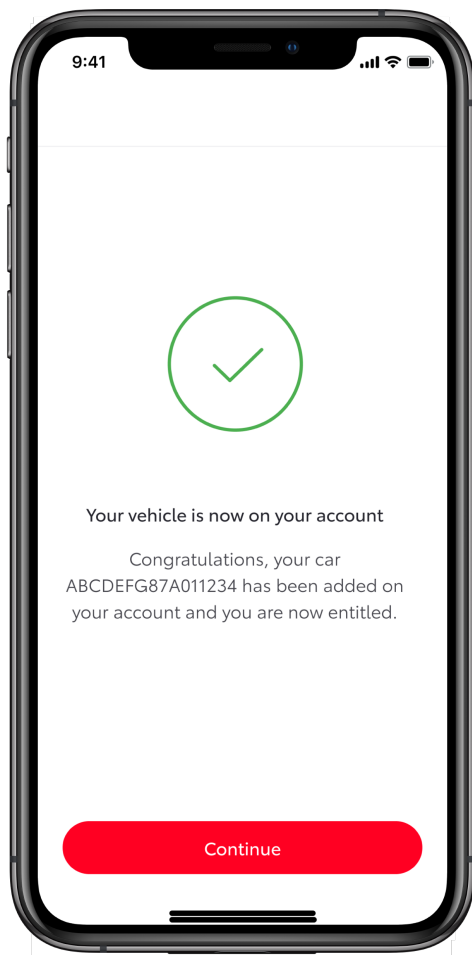 9:41
Your vehicle is now on your account
Congratulations, your car
ABCDEFG87A011234 has been added on
your account and you are now entitled.
Continue